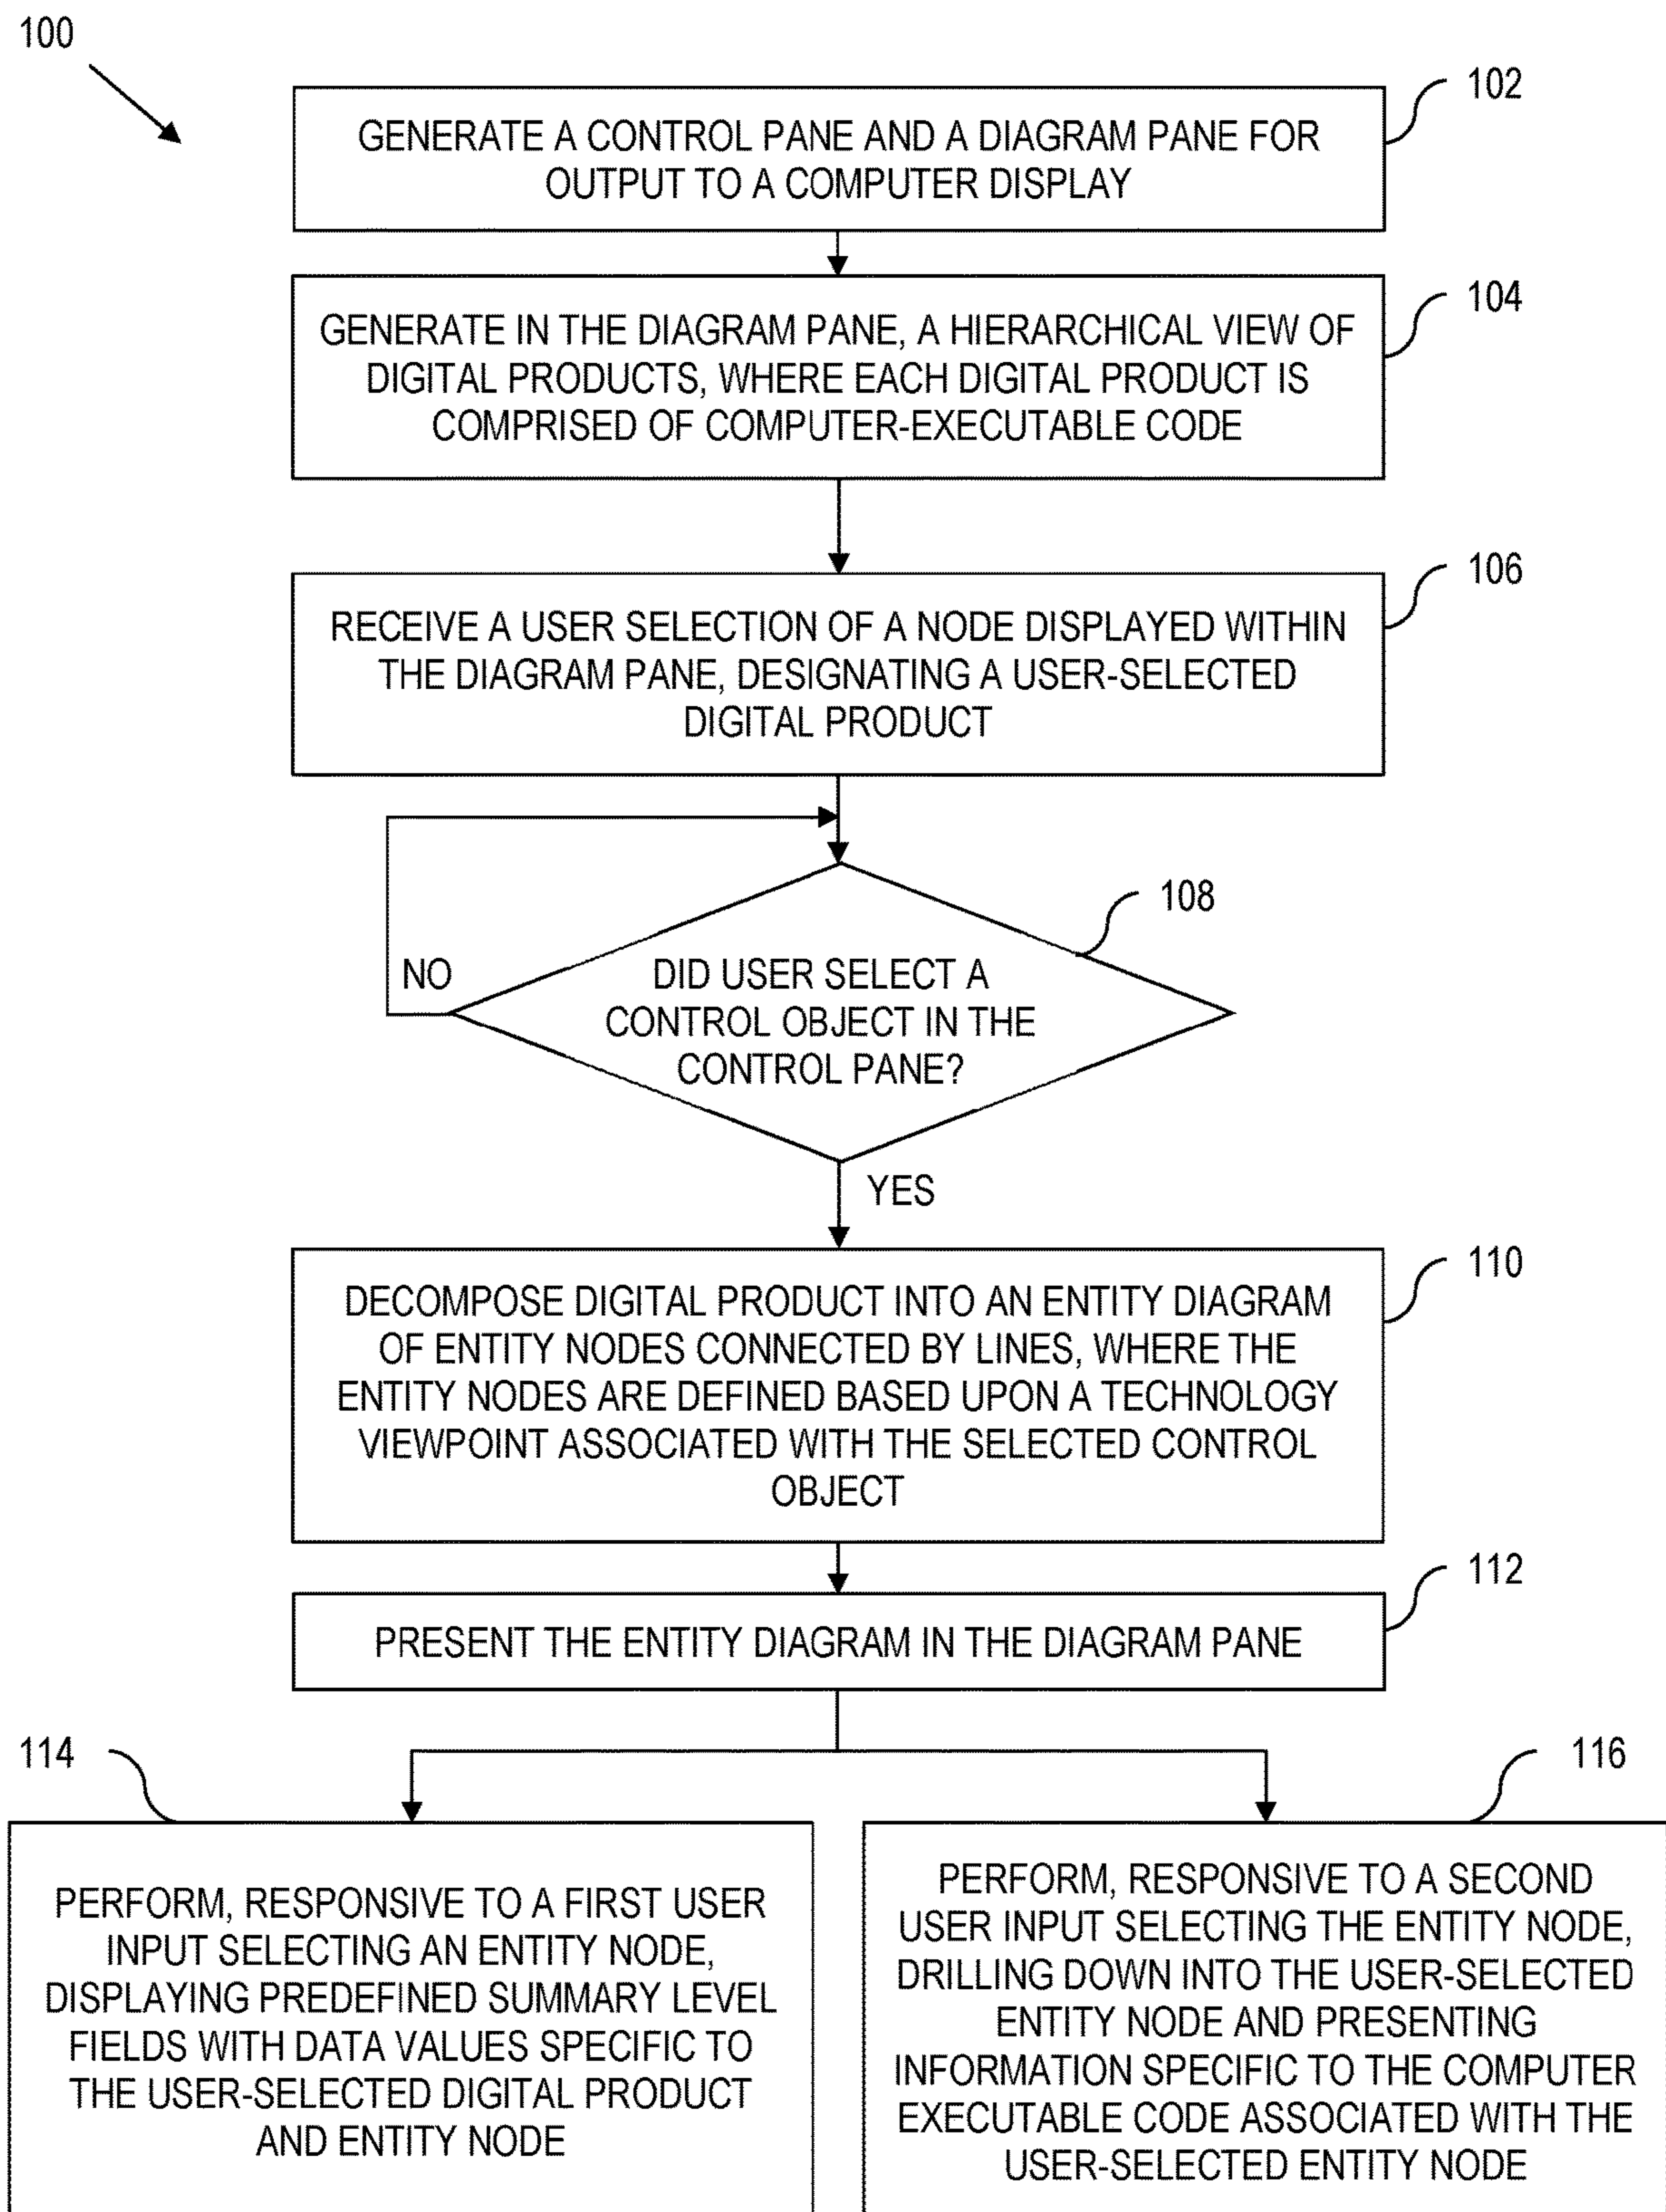 100
102
GENERATE A CONTROL PANE AND A DIAGRAM PANE FOR
OUTPUT TO A COMPUTER DISPLAY
104
GENERATE IN THE DIAGRAM PANE, A HIERARCHICAL VIEW OF
DIGITAL PRODUCTS, WHERE EACH DIGITAL PRODUCT IS
COMPRISED OF COMPUTER-EXECUTABLE CODE
106
RECEIVE A USER SELECTION OF A NODE DISPLAYED WITHIN
THE DIAGRAM PANE, DESIGNATING A USER-SELECTED
DIGITAL PRODUCT
108
NO
DID USER SELECT A
CONTROL OBJECT IN THE
CONTROL PANE?
YES
110
DECOMPOSE DIGITAL PRODUCT INTO AN ENTITY DIAGRAM
OF ENTITY NODES CONNECTED BY LINES, WHERE THE
ENTITY NODES ARE DEFINED BASED UPON A TECHNOLOGY
VIEWPOINT ASSOCIATED WITH THE SELECTED CONTROL
OBJECT
112
PRESENT THE ENTITY DIAGRAM IN THE DIAGRAM PANE
114
PERFORM, RESPONSIVE TO A FIRST USER
INPUT SELECTING AN ENTITY NODE,
DISPLAYING PREDEFINED SUMMARY LEVEL
FIELDS WITH DATA VALUES SPECIFIC TO
THE USER-SELECTED DIGITAL PRODUCT
AND ENTITY NODE
116
PERFORM, RESPONSIVE TO A SECOND
USER INPUT SELECTING THE ENTITY NODE,
DRILLING DOWN INTO THE USER-SELECTED
ENTITY NODE AND PRESENTING
INFORMATION SPECIFIC TO THE COMPUTER
EXECUTABLE CODE ASSOCIATED WITH THE
USER-SELECTED ENTITY NODE